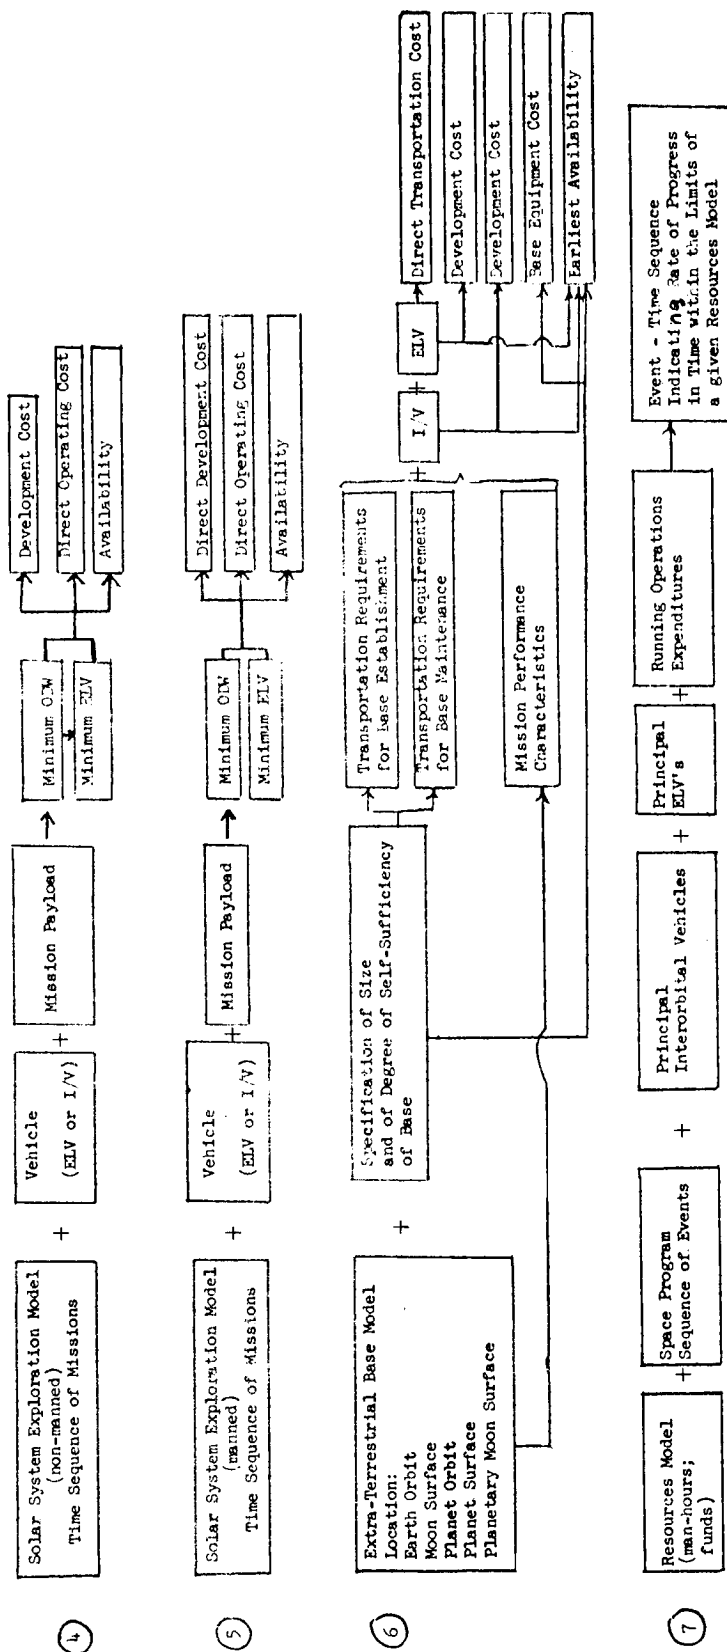 4
Solar System Exploration Model
(non-manned)
Time Sequence of Missions
+
Vehicle
(ELV or I/V)
+
Mission Payload
Minimum ODW
Minimum ELV
Development Cost
Direct Operating Cost
Availability
5
Solar System Exploration Model
(manned)
Time Sequence of Missions
+
Vehicle
(ELV or I/V)
+
Mission Payload
Minimum ODW
Minimum ELV
Direct Development Cost
Direct Operating Cost
Availability
6
Extra-Terrestrial Base Model
Location:
Earth Orbit
Moon Surface
Planet Orbit
Planet Surface
Planetary Moon Surface
+
Specification of Size
and of Degree of Self-Sufficiency
of Base
Transportation Requirements
for Base Establishment
Transportation Requirements
for Base Maintenance
Mission Performance
Characteristics
+
I/V
+
ELV
Direct Transportation Cost
Development Cost
Development Cost
Base Equipment Cost
Earliest Availability
7
Resources Model
(man-hours;
funds)
+
Space Program
Sequence of Events
+
Principal
Interorbital Vehicles
+
Principal
ELV's
+
Running Operations
Expenditures
Event - Time Sequence
Indicating Rate of Progress
in Time within the Limits of
a given Resources Model